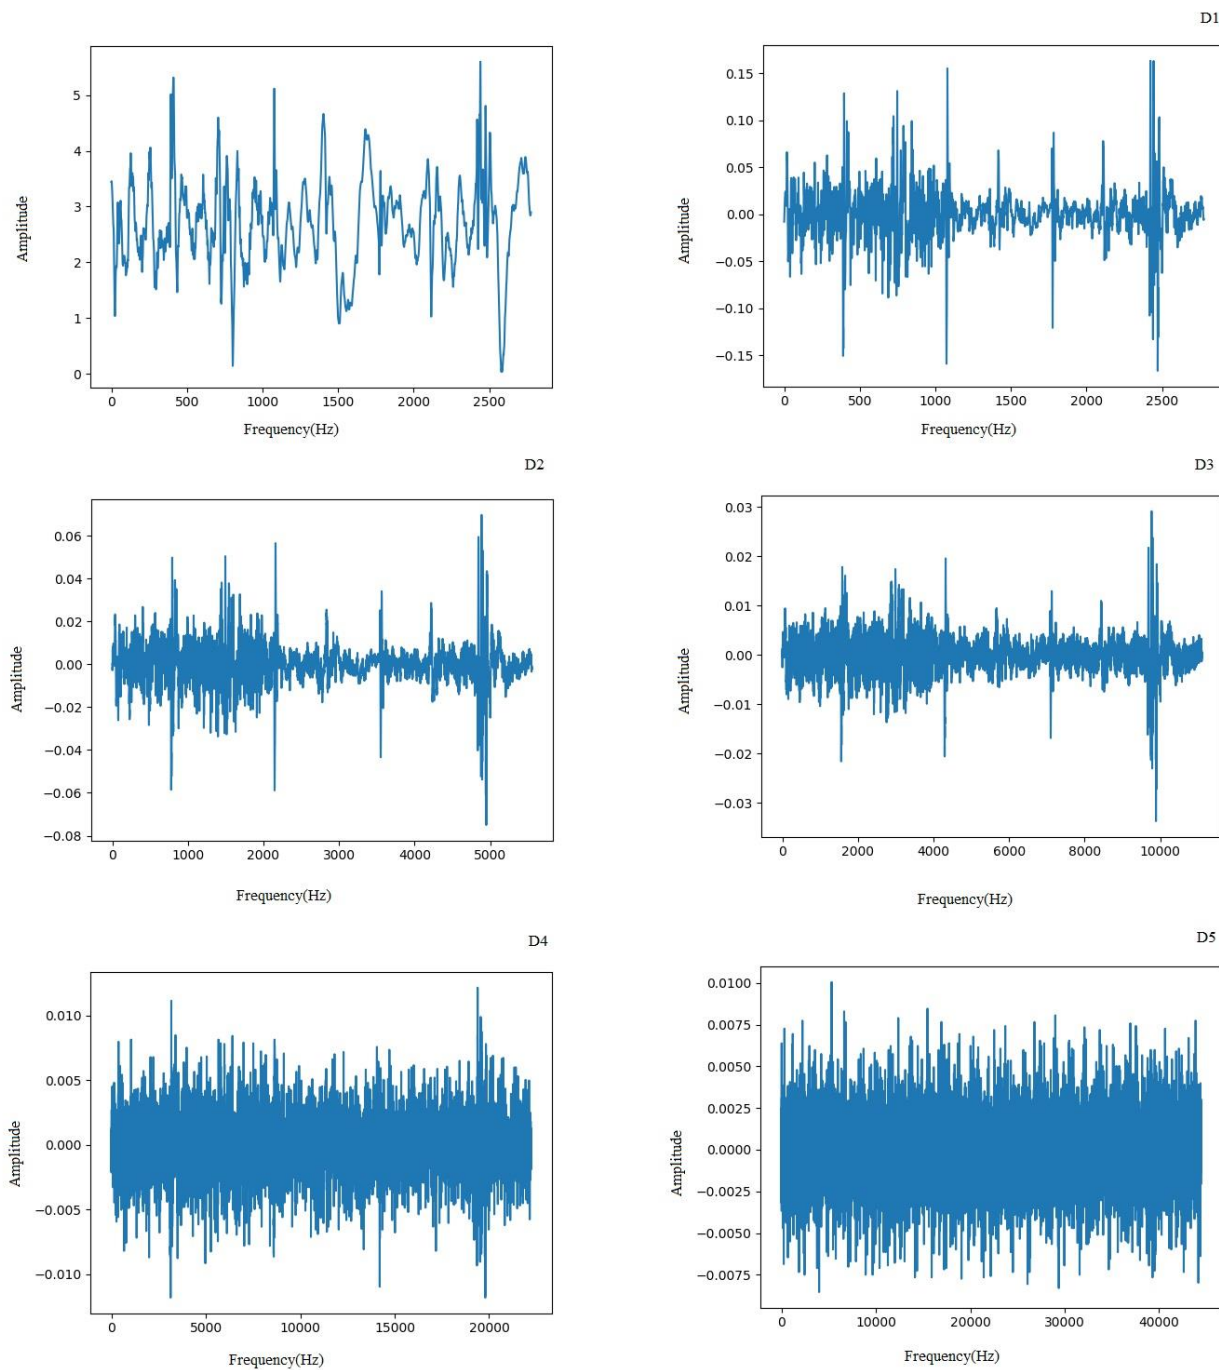 D1
5
4
3
2
1
0
Amplitude
0 500 1000 1500 2000 2500
Frequency(Hz)
0.15
0.10
0.05
0.00
−0.05
−0.10
−0.15
Amplitude
0 500 1000 1500 2000 2500
Frequency(Hz)
D2
0.06
0.04
0.02
0.00
−0.02
−0.04
−0.06
−0.08
Amplitude
0 1000 2000 3000 4000 5000
Frequency(Hz)
D3
0.03
0.02
0.01
0.00
−0.01
−0.02
−0.03
Amplitude
0 2000 4000 6000 8000 10000
Frequency(Hz)
D4
0.010
0.005
0.000
−0.005
−0.010
Amplitude
0 5000 10000 15000 20000
Frequency(Hz)
D5
0.0100
0.0075
0.0050
0.0025
0.0000
−0.0025
−0.0050
−0.0075
Amplitude
0 10000 20000 30000 40000
Frequency(Hz)